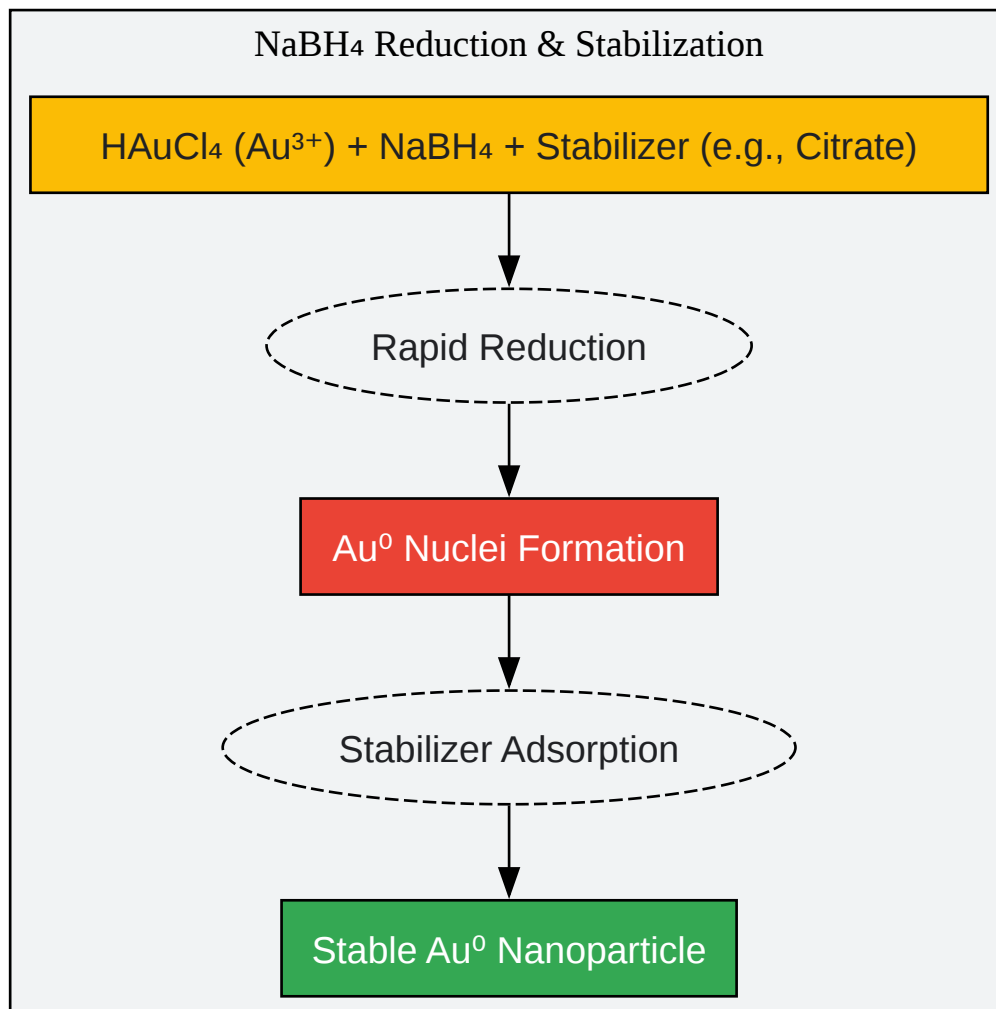 NaBH₄ Reduction & Stabilization
HAuCl₄ (Au³⁺) + NaBH₄ + Stabilizer (e.g., Citrate)
Rapid Reduction
Au⁰ Nuclei Formation
Stabilizer Adsorption
Stable Au⁰ Nanoparticle